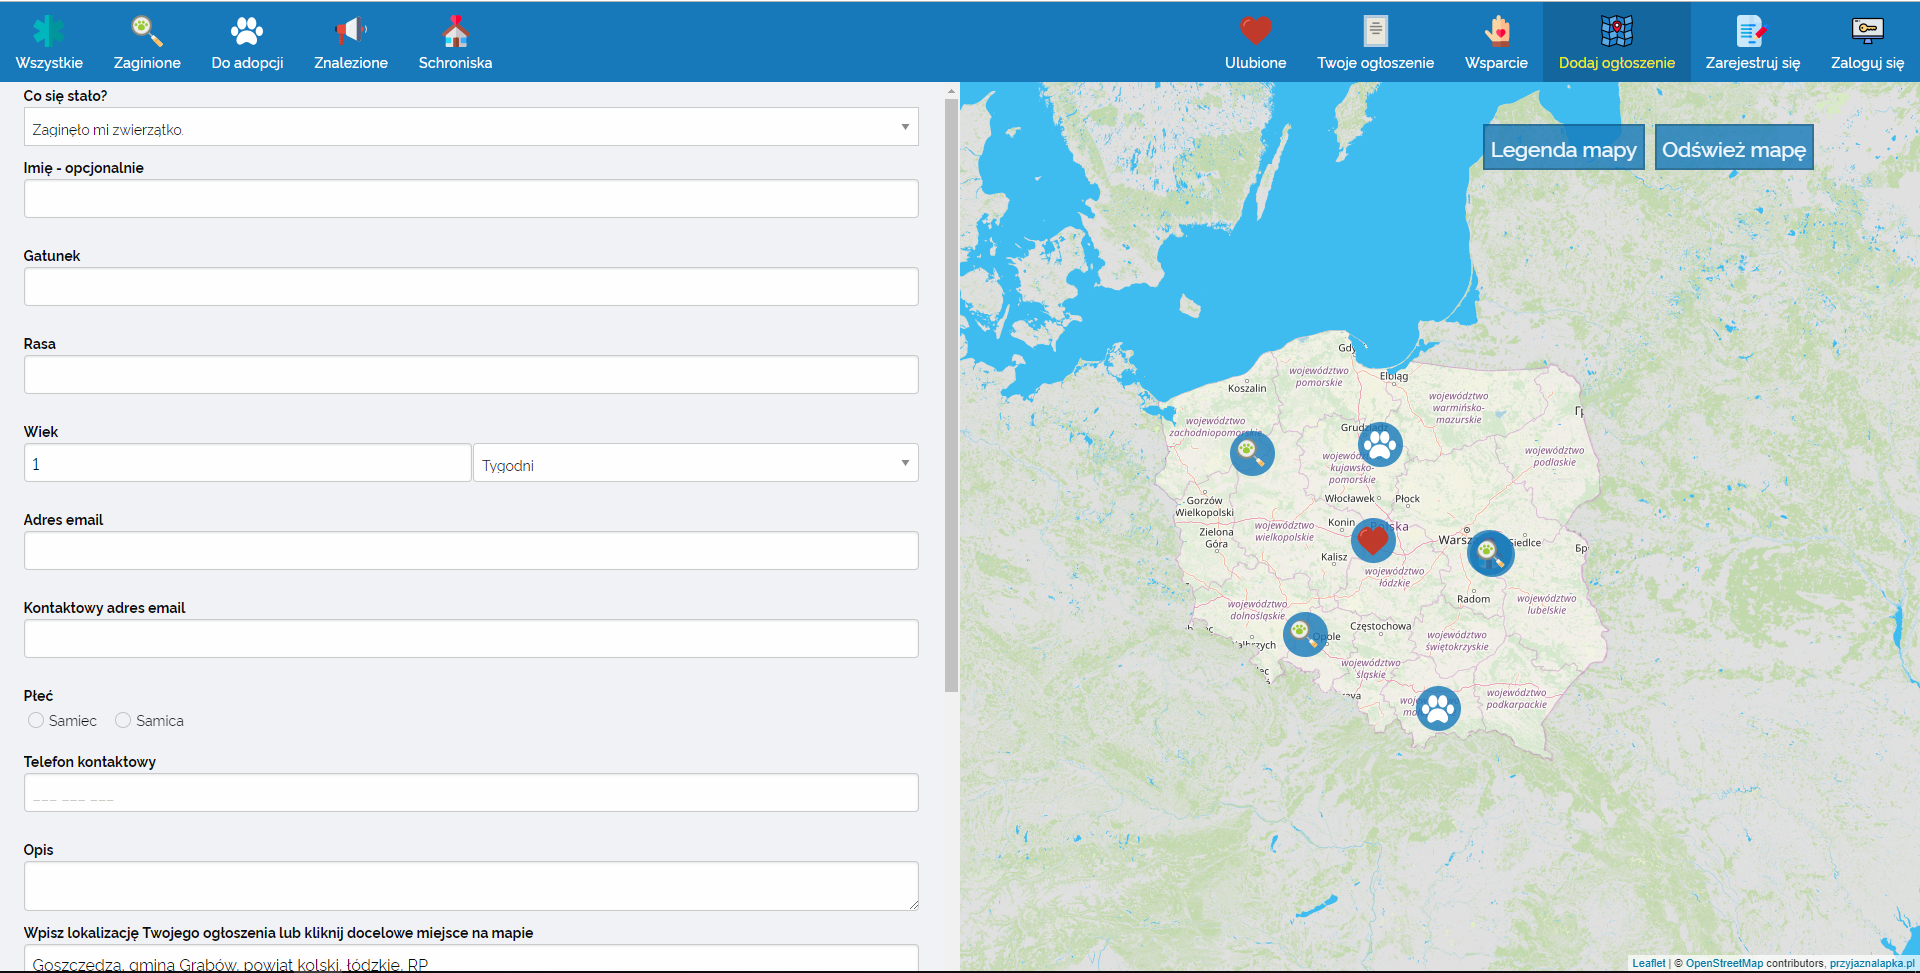 Wszystkie
Zaginione
Do adopcji
Znalezione
Schroniska
Ulubione
Twoje ogłoszenie
Wsparcie
Dodaj ogłoszenie
Zarejestruj się
Zaloguj się
Co się stało?
Zaginęło mi zwierzątko.
Imię - opcjonalnie
Gatunek
Rasa
Wiek
1
Tygodni
Adres email
Kontaktowy adres email
Płeć
Samiec
Samica
Telefon kontaktowy
___ ___ ___
Opis
Wpisz lokalizację Twojego ogłoszenia lub kliknij docelowe miejsce na mapie
Goszczędza, gmina Grabów, powiat kolski, łódzkie, RP
Legenda mapy
Odśwież mapę
Gdy
Elbląg
województwo
pomorskie
Koszalin
województwo
warmińsko-
mazurskie
Гр
województwo
zachodniopomorskie
Grudziądz
województwo
podlaskie
kujawsko-
pomorskie
Włocławek
Płock
Gorzów
Wielkopolski
Konin
Polska
województwo
wielkopolskie
Zielona
Góra
Warsz
Siedlce
Бр
Kalisz
województwo
łódzkie
Radom
województwo
lubelskie
województwo
dolnośląskie
Częstochowa
Opole
Wałbrzych
województwo
świętokrzyskie
województwo
śląskie
województwo
podkarpackie
Leaflet | © OpenStreetMap contributors, przyjaznalapka.pl